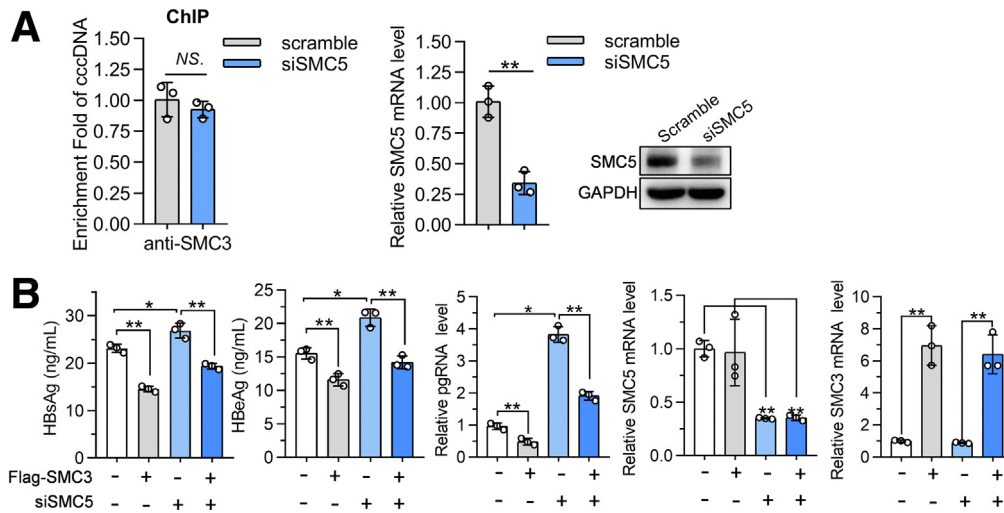 A
ChIP
Enrichment Fold of cccDNA
1.50
1.25
1.00
0.75
0.50
0.25
0.00
NS.
anti-SMC3
scramble
siSMC5
Relative SMC5 mRNA level
1.50
1.25
1.00
0.75
0.50
0.25
0.00
**
scramble
siSMC5
Scramble
siSMC5
SMC5
GAPDH
B
HBsAg (ng/mL)
30
20
10
0
**
*
**
HBeAg (ng/mL)
25
20
15
10
5
0
**
*
**
Relative pgRNA level
5
4
3
2
1
0
**
*
**
Relative SMC5 mRNA level
1.5
1.0
0.5
0.0
**
**
Relative SMC3 mRNA level
10
8
6
4
2
0
**
**
Flag-SMC3 - + - + - + - + - + - + - + - + - + - +
siSMC5 - - + + - - + + - - + + - - + + - - + +